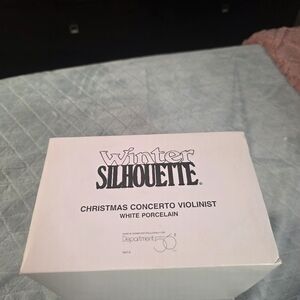 Winter
SILHOUETTE®
CHRISTMAS CONCERTO VIOLINIST
WHITE PORCELAIN
Department 56